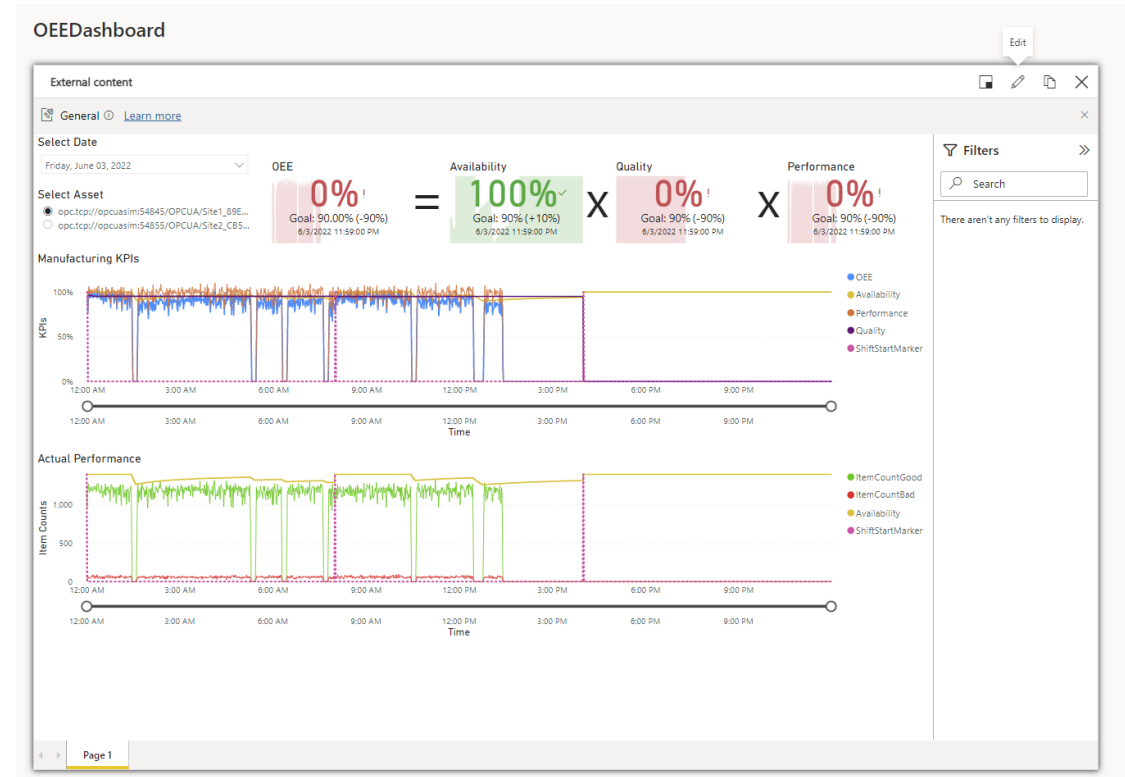 OEEDashboard
Edit
External content
General Learn more
Select Date
Friday, June 03, 2022
Select Asset
opc.tcp://opcuasim:54845/OPCUA/Site1_89E...
opc.tcp://opcuasim:54855/OPCUA/Site2_CB5...
OEE
0%!
Goal: 90.00% (-90%)
6/3/2022 11:59:00 PM
=
Availability
100%✓
Goal: 90% (+10%)
6/3/2022 11:59:00 PM
X
Quality
0%!
Goal: 90% (-90%)
6/3/2022 11:59:00 PM
X
Performance
0%!
Goal: 90% (-90%)
6/3/2022 11:59:00 PM
Filters
Search
There aren't any filters to display.
Manufacturing KPIs
KPIs
100%
50%
0%
12:00 AM 3:00 AM 6:00 AM 9:00 AM 12:00 PM 3:00 PM 6:00 PM 9:00 PM
12:00 AM 3:00 AM 6:00 AM 9:00 AM 12:00 PM 3:00 PM 6:00 PM 9:00 PM
Time
OEE
Availability
Performance
Quality
ShiftStartMarker
Actual Performance
Item Counts
1,000
500
0
12:00 AM 3:00 AM 6:00 AM 9:00 AM 12:00 PM 3:00 PM 6:00 PM 9:00 PM
12:00 AM 3:00 AM 6:00 AM 9:00 AM 12:00 PM 3:00 PM 6:00 PM 9:00 PM
Time
ItemCountGood
ItemCountBad
Availability
ShiftStartMarker
Page 1